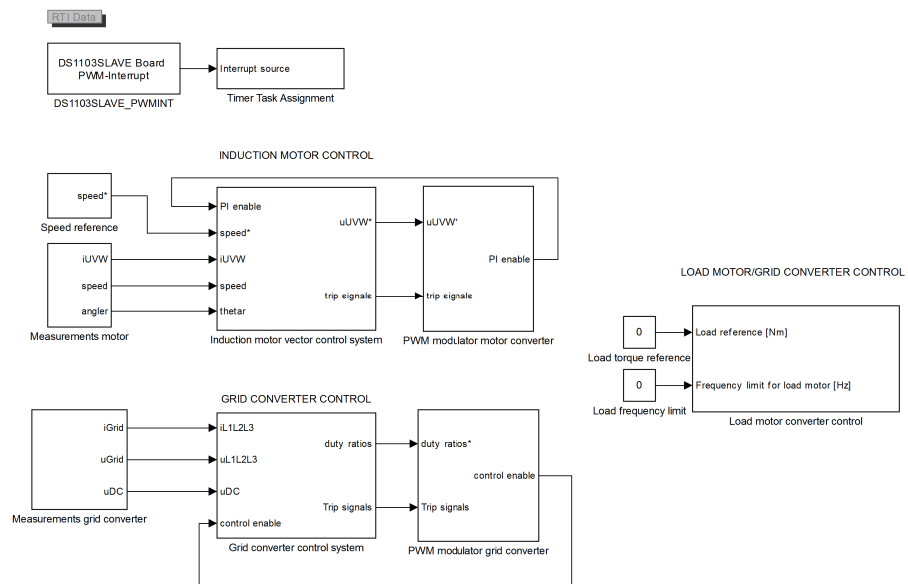 RTI Data
DS1103SLAVE Board
PWM-Interrupt
DS1103SLAVE_PWMINT
Interrupt source
Timer Task Assignment
INDUCTION MOTOR CONTROL
speed*
Speed reference
iUVW
speed
angler
Measurements motor
PI enable
speed*
iUVW
speed
thetar
uUVW*
trip signals
Induction motor vector control system
uUVW*
trip signals
PI enable
PWM modulator motor converter
LOAD MOTOR/GRID CONVERTER CONTROL
0
Load torque reference
0
Load frequency limit
Load reference [Nm]
Frequency limit for load motor [Hz]
Load motor converter control
GRID CONVERTER CONTROL
iGrid
uGrid
uDC
Measurements grid converter
iL1L2L3
uL1L2L3
uDC
control enable
duty ratios
Trip signals
Grid converter control system
duty ratios*
Trip signals
control enable
PWM modulator grid converter